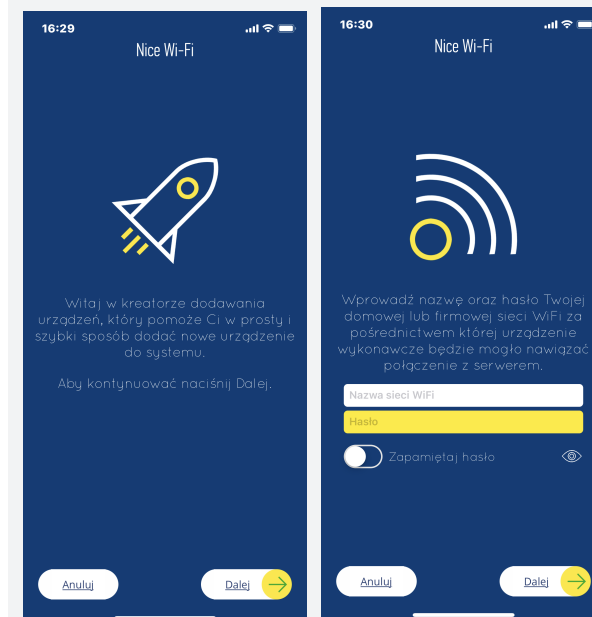 16:29
Nice Wi-Fi
Witaj w kreatorze dodawania
urządzeń, który pomoże Ci w prosty i
szybki sposób dodać nowe urządzenie
do systemu.
Aby kontynuować naciśnij Dalej.
Anuluj
Dalej
16:30
Nice Wi-Fi
Wprowadź nazwę oraz hasło Twojej
domowej lub firmowej sieci WiFi za
pośrednictwem której urządzenie
wykonawcze będzie mogło nawiązać
połączenie z serwerem.
Nazwa sieci WiFi
Hasło
Zapamiętaj hasło
Anuluj
Dalej